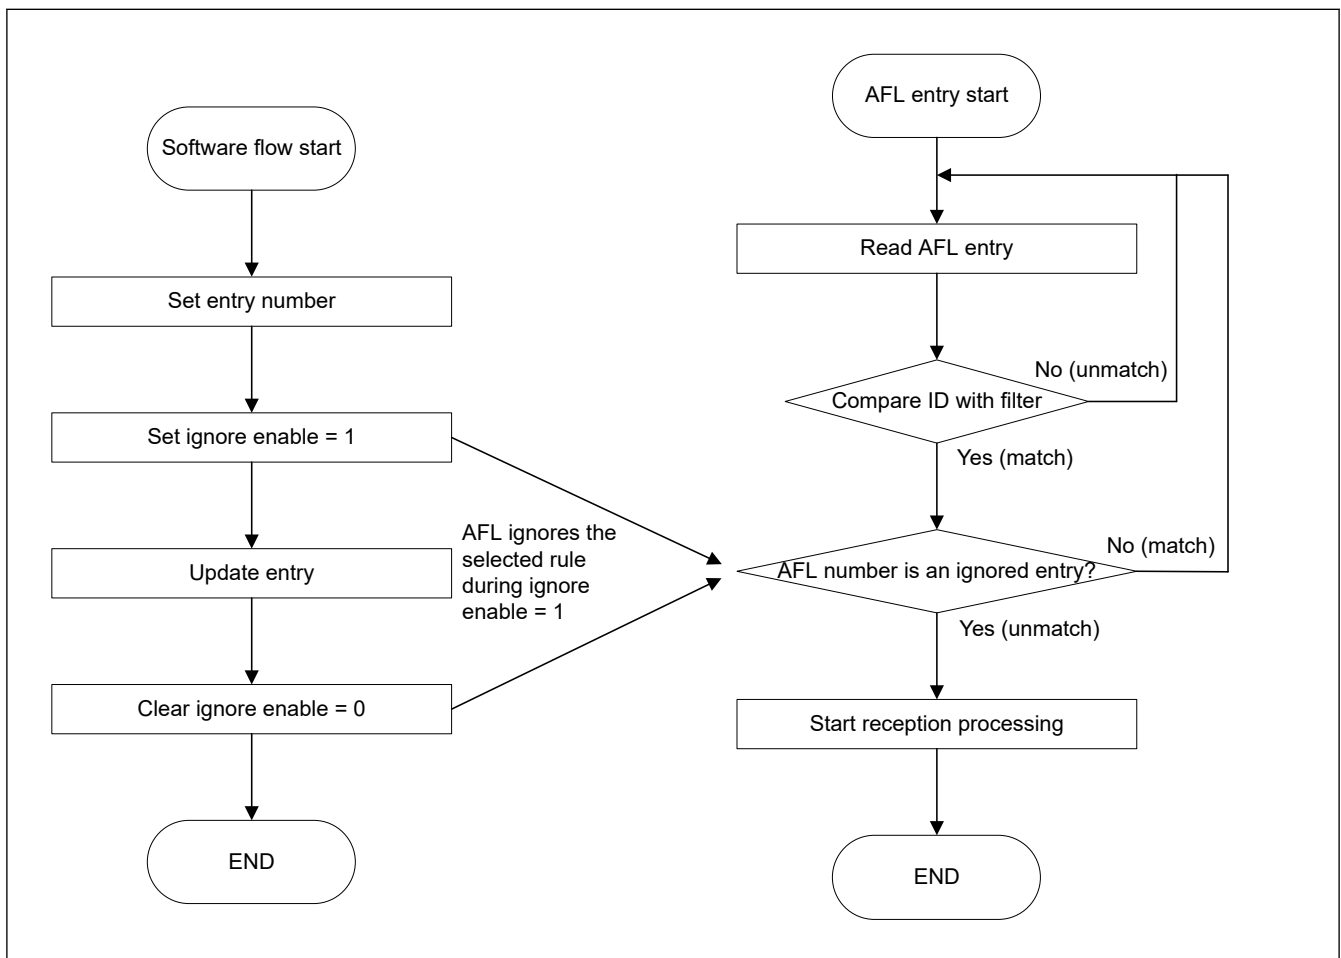 Software flow start
Set entry number
Set ignore enable = 1
Update entry
Clear ignore enable = 0
END
AFL ignores the
selected rule
during ignore
enable = 1
AFL entry start
Read AFL entry
No (unmatch)
Compare ID with filter
Yes (match)
No (match)
AFL number is an ignored entry?
Yes (unmatch)
Start reception processing
END